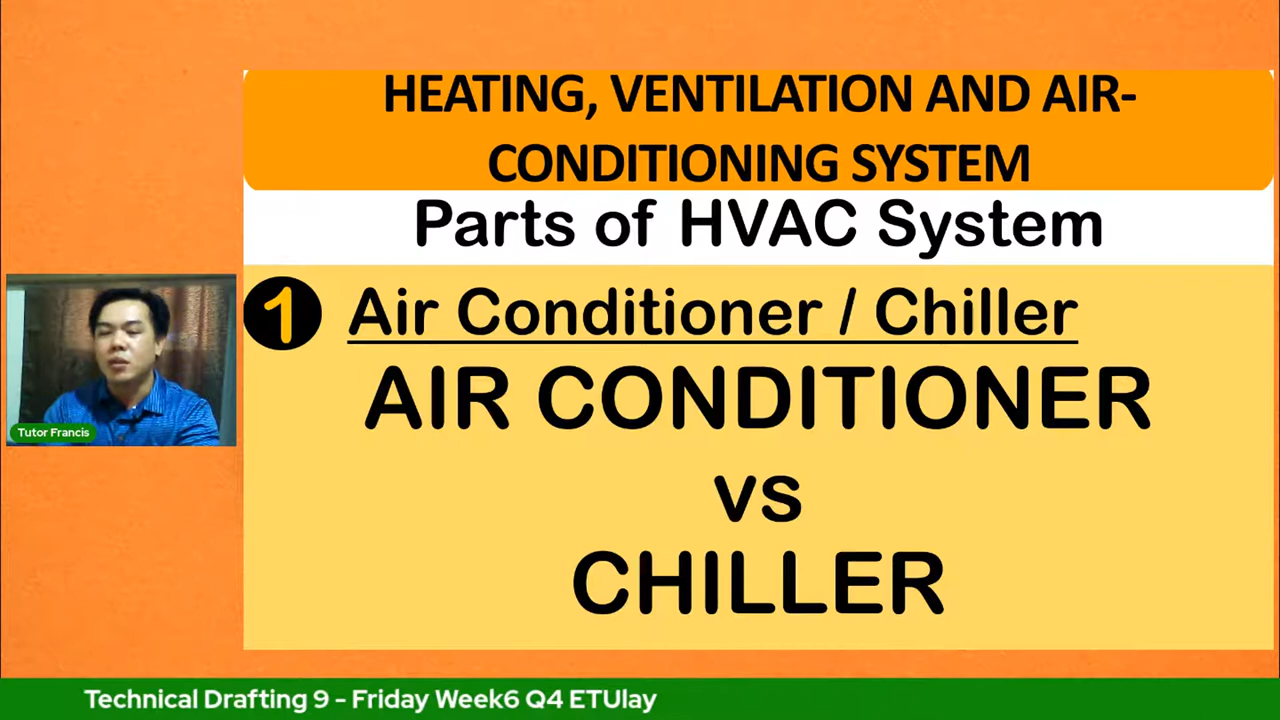 HEATING, VENTILATION AND AIR-
CONDITIONING SYSTEM
Parts of HVAC System
1 Air Conditioner / Chiller
AIR CONDITIONER
vs
CHILLER
Tutor Francis
Technical Drafting 9 - Friday Week6 Q4 ETUlay